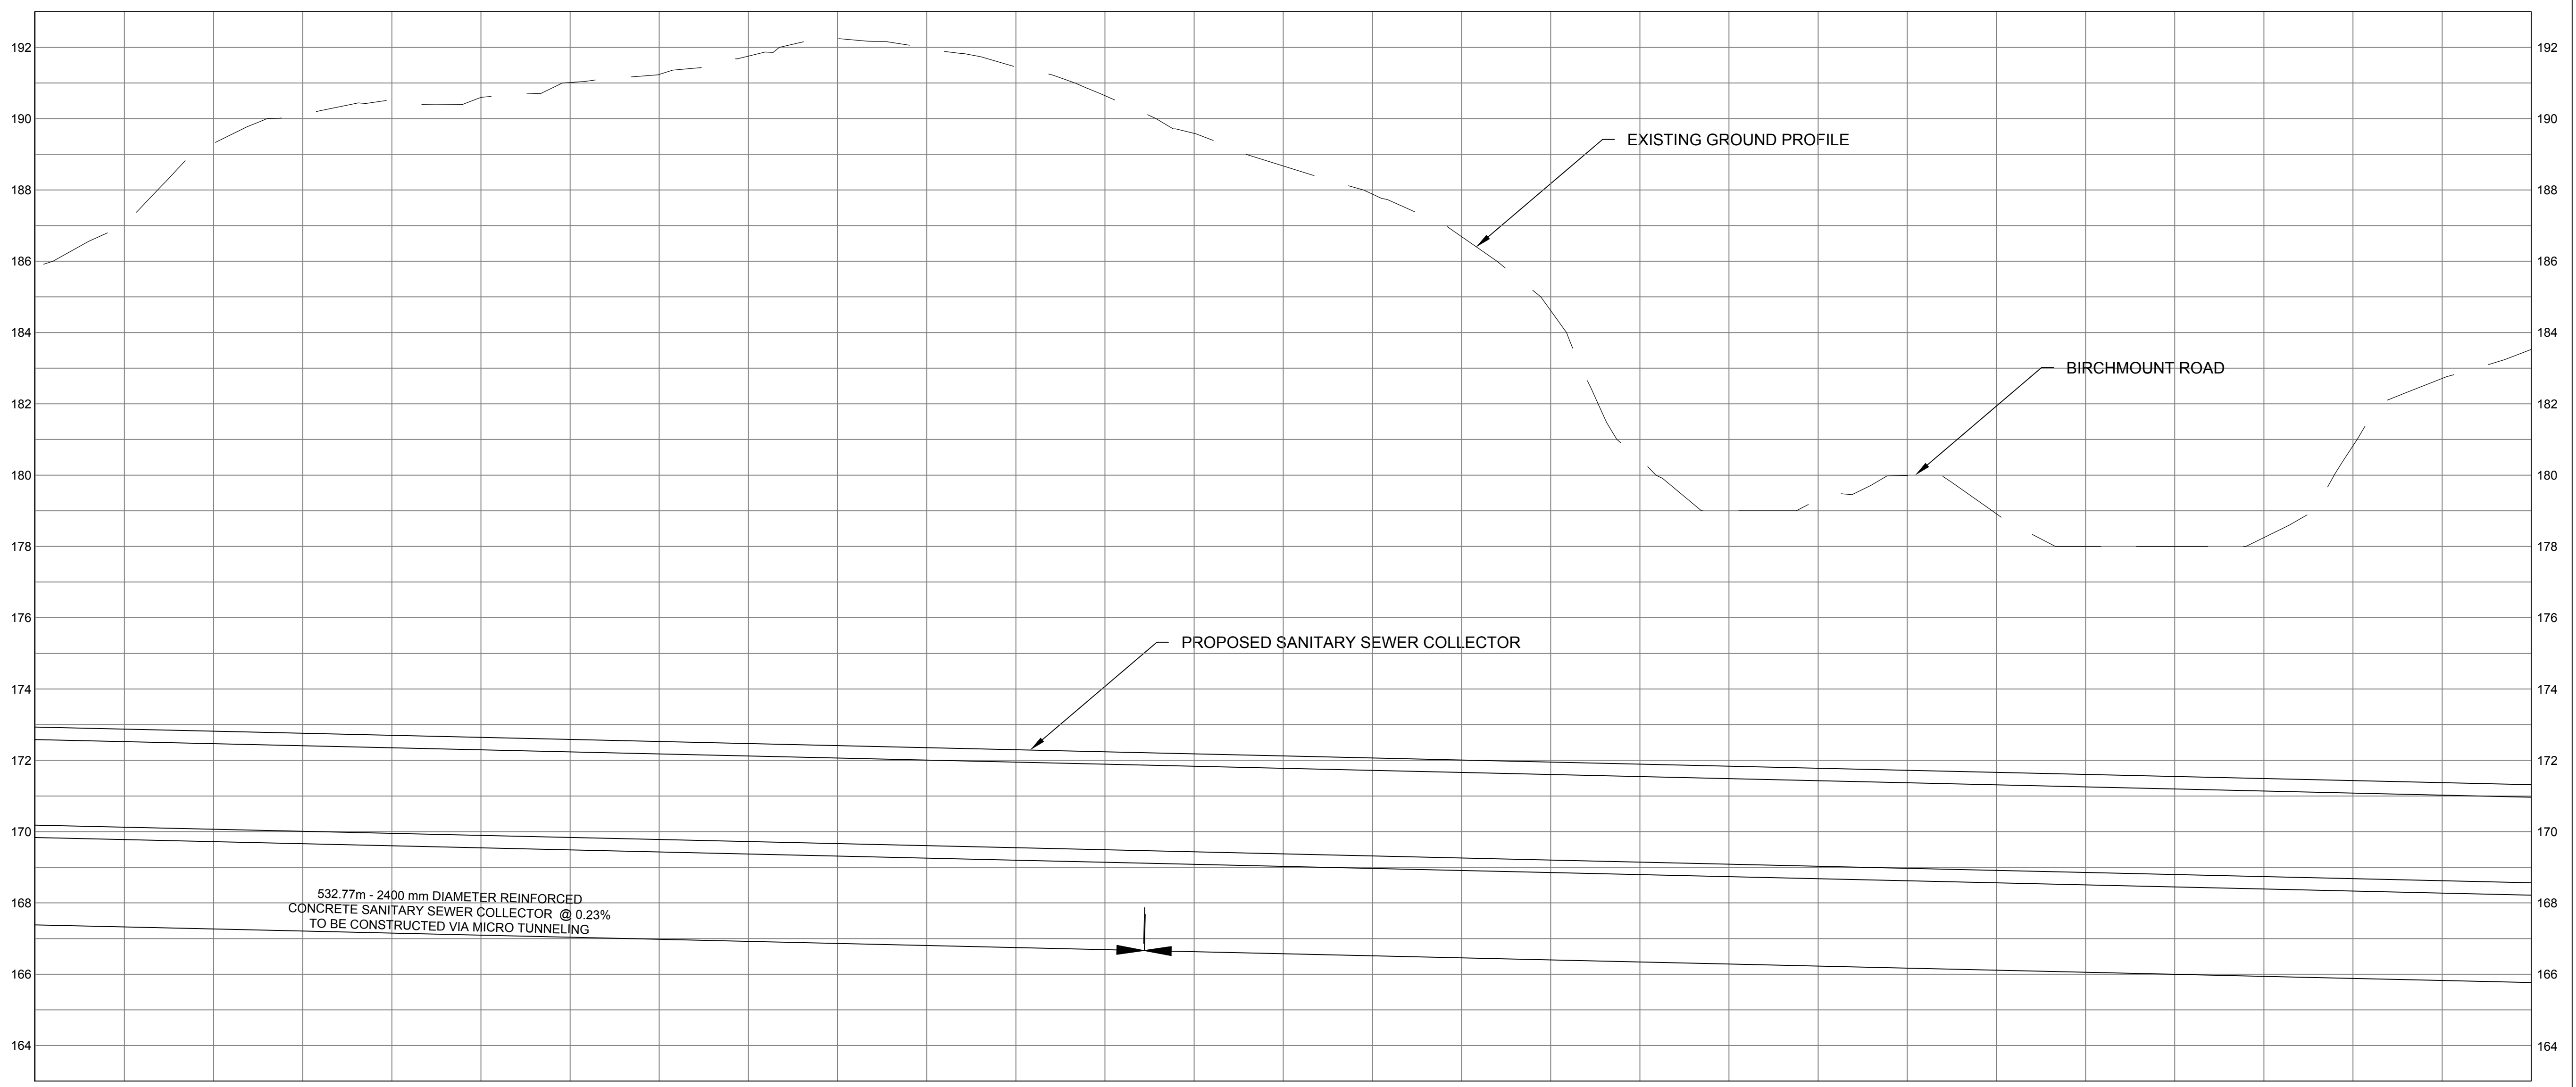 192 192
190 190
EXISTING GROUND PROFILE
188 188
186 186
184 184
BIRCHMOUNT ROAD
182 182
180 180
178 178
176 176
PROPOSED SANITARY SEWER COLLECTOR
174 174
172 172
170 170
532.77m - 2400 mm DIAMETER REINFORCED
CONCRETE SANITARY SEWER COLLECTOR @ 0.23%
TO BE CONSTRUCTED VIA MICRO TUNNELING
168 168
166 166
164 164